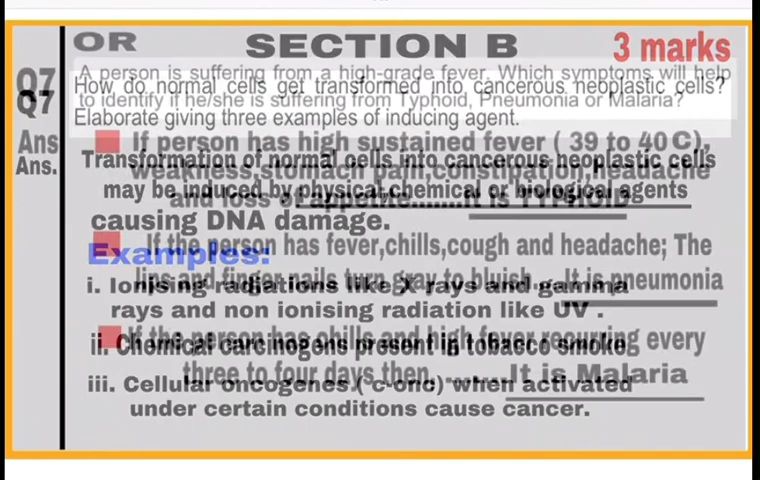 OR SECTION B 3 marks
Q7 A person is suffering from a high-grade fever. Which symptoms will help
to identify if he/she is suffering from Typhoid, Pneumonia or Malaria?
Ans If person has high sustained fever ( 39 to 40 C),
weakness,stomach pain,constipation,headache
and loss of appetite.........It is TYPHOID
If the person has fever,chills,cough and headache; The
lips and finger nails turn gray to bluish... It is pneumonia
If the person has chills and high fever recurring every
three to four days then. .......It is Malaria
Q7 How do normal cells get transformed into cancerous neoplastic cells?
Elaborate giving three examples of inducing agent.
Ans. Transformation of normal cells into cancerous neoplastic cells
may be induced by physical,chemical or biological agents
causing DNA damage.
Examples:
i. Ionising radiations like X rays and gamma
rays and non ionising radiation like UV .
ii. Chemical carcinogens present in tobacco smoke
iii. Cellular oncogenes ( c-onc) when activated
under certain conditions cause cancer.